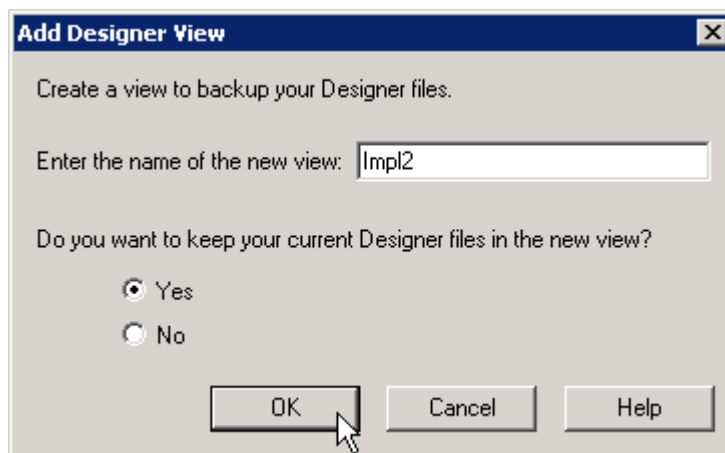 Add Designer View
Create a view to backup your Designer files.
Enter the name of the new view: Impl2
Do you want to keep your current Designer files in the new view?
Yes
No
OK Cancel Help